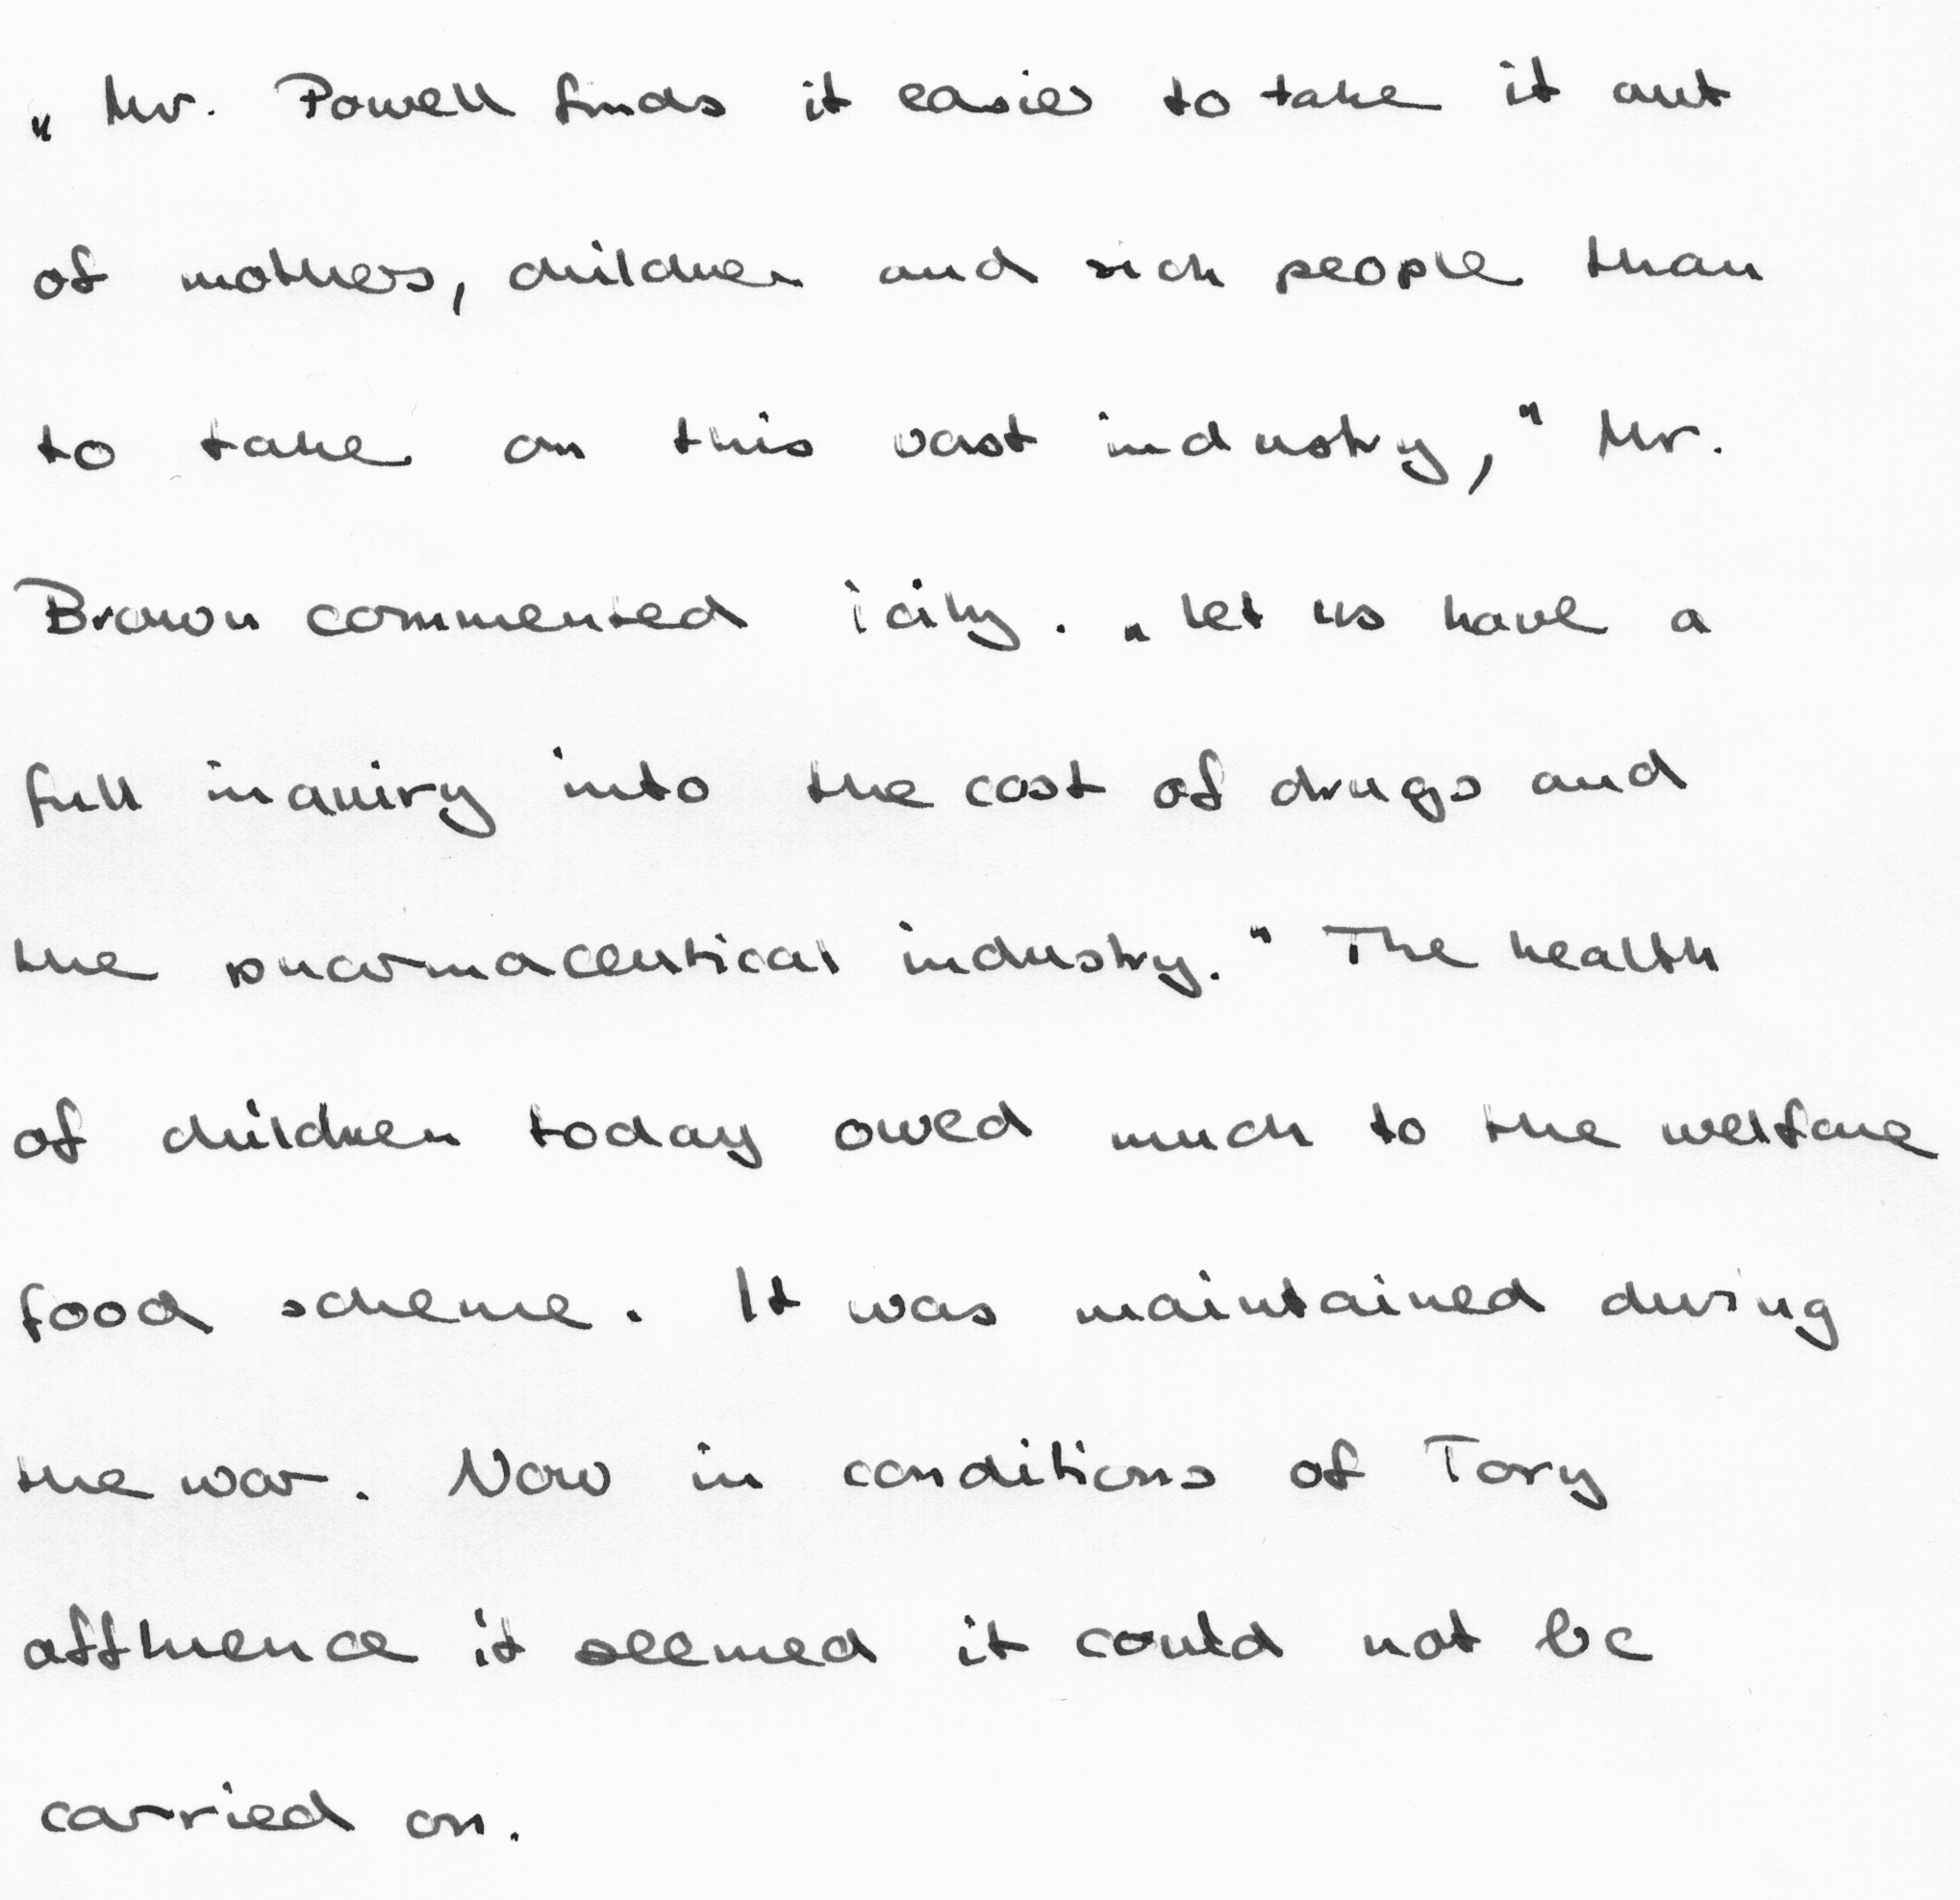 „Mr. Powell finds it easier to take it out
of mothers, children and sick people than
to take on this vast industry," Mr.
Brown commented icily. „Let us have a
full inquiry into the cost of drugs and
the pharmaceutical industry." The health
of children today owed much to the welfare
food scheme. It was maintained during
the war. Now in conditions of Tory
affluence it seemed it could not be
carried on.